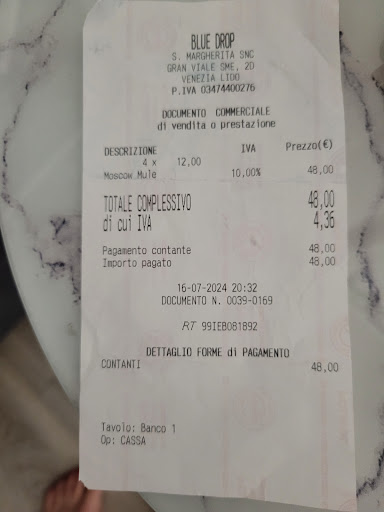 BLUE DROP
S. MARGHERITA SNC
GRAN VIALE SME, 2D
VENEZIA LIDO
P.IVA 03474400276
DOCUMENTO COMMERCIALE
di vendita o prestazione
DESCRIZIONE IVA Prezzo(€)
4 x 12,00
Moscow Mule 10,00% 48,00
TOTALE COMPLESSIVO 48,00
di cui IVA 4,36
Pagamento contante 48,00
Importo pagato 48,00
16-07-2024 20:32
DOCUMENTO N. 0039-0169
RT 99IEB081892
DETTAGLIO FORME di PAGAMENTO
CONTANTI 48,00
Tavolo: Banco 1
Op: CASSA